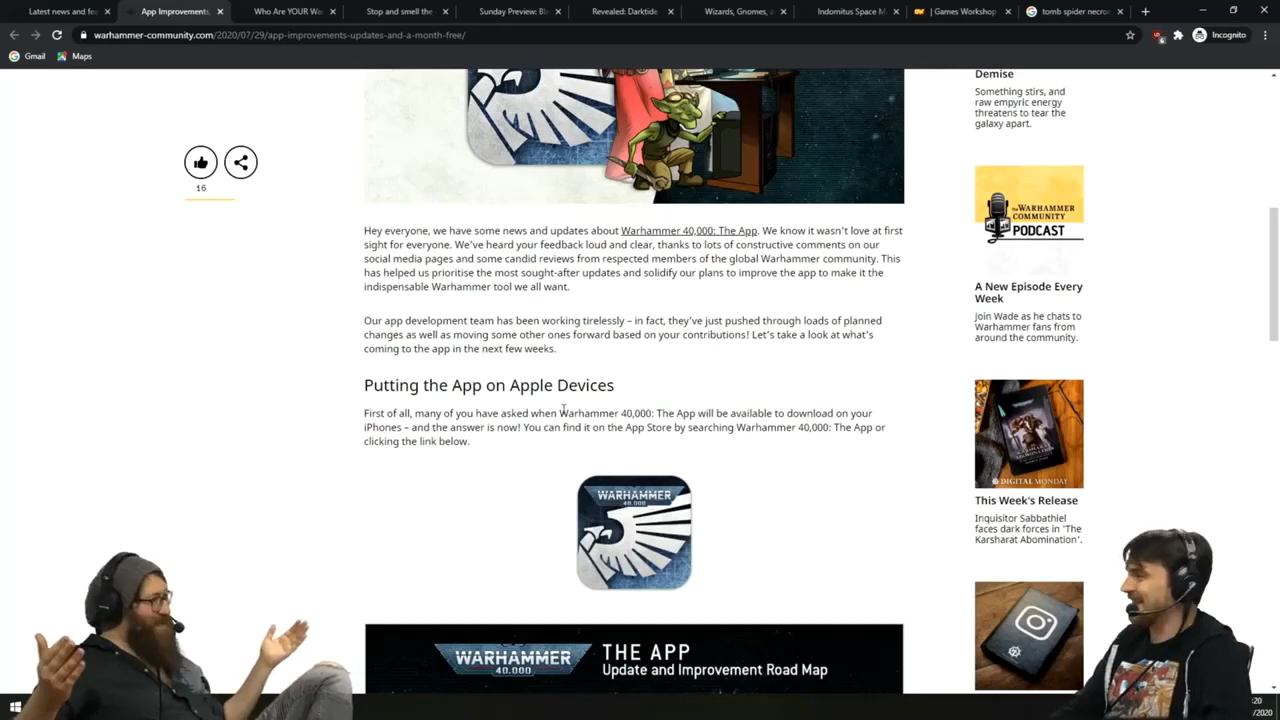 Latest news and fea
App Improvements,
Who Are YOUR Wa
Stop and smell the
Sunday Preview: Bl
Revealed: Darktide
Wizards, Gnomes, a
Indomitus Space M
| Games Workshop
tomb spider necro
warhammer-community.com/2020/07/29/app-improvements-updates-and-a-month-free/
Incognito
Gmail
Maps
16
Hey everyone, we have some news and updates about Warhammer 40,000: The App. We know it wasn't love at first
sight for everyone. We've heard your feedback loud and clear, thanks to lots of constructive comments on our
social media pages and some candid reviews from respected members of the global Warhammer community. This
has helped us prioritise the most sought-after updates and solidify our plans to improve the app to make it the
indispensable Warhammer tool we all want.
Our app development team has been working tirelessly – in fact, they've just pushed through loads of planned
changes as well as moving some other ones forward based on your contributions! Let's take a look at what's
coming to the app in the next few weeks.
Putting the App on Apple Devices
First of all, many of you have asked when Warhammer 40,000: The App will be available to download on your
iPhones – and the answer is now! You can find it on the App Store by searching Warhammer 40,000: The App or
clicking the link below.
WARHAMMER
40,000
WARHAMMER
40,000
THE APP
Update and Improvement Road Map
Demise
Something stirs, and
raw empyric energy
threatens to tear the
galaxy apart.
THE WARHAMMER
COMMUNITY
PODCAST
A New Episode Every
Week
Join Wade as he chats to
Warhammer fans from
around the community.
DIGITAL MONDAY
This Week's Release
Inquisitor Sabbathiel
faces dark forces in 'The
Karsharat Abomination'.
:20
/2020